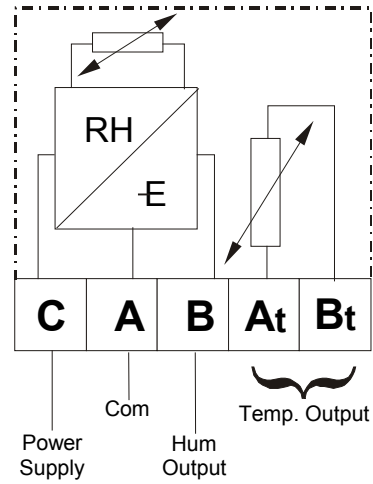 RH
E
C A B At Bt
Com
Temp. Output
Power
Supply
Hum
Output